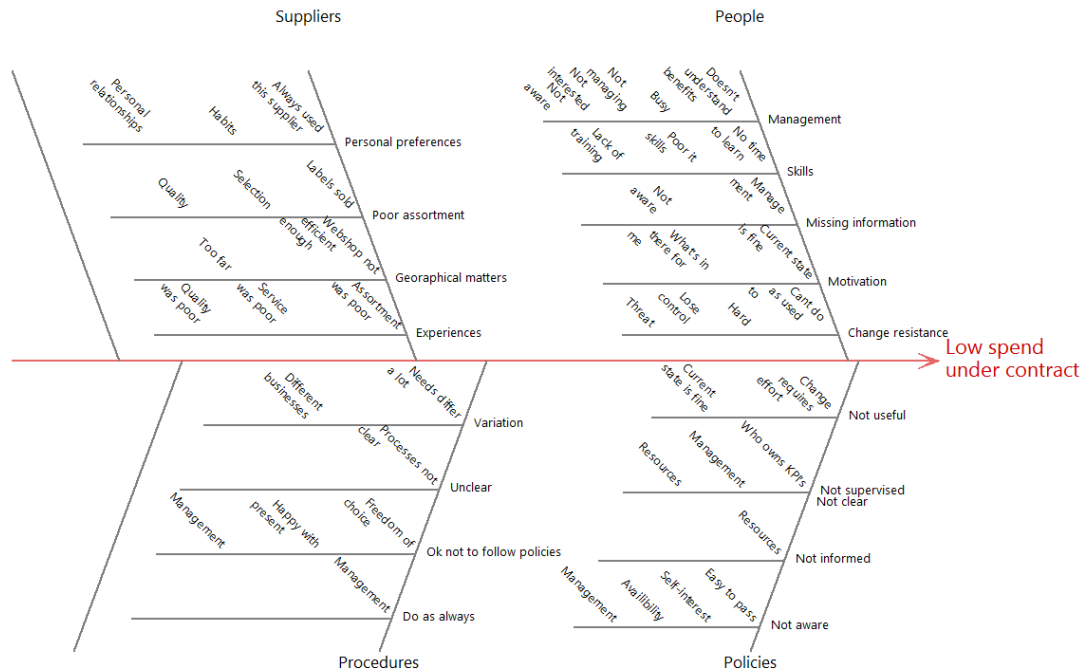 Suppliers
People
Personal
relationships
Habits
Always used
this supplier
Personal preferences
Quality
Selection
Labels sold
Poor assortment
Too far
Webshop not
efficient
enough
Georaphical matters
Quality
was poor
Service
was poor
Assortment
was poor
Experiences
Not
aware
Not
interested
Not
managing
Busy
Doesn't
understand
benefits
Management
Lack of
training
Poor it
skills
No time
to learn
Skills
Not
aware
Manage
ment
Missing information
What's in
there for
me
Current state
is fine
Motivation
Threat
Lose
control
Hard
Cant do
as used
to
Change resistance
Low spend
under contract
Different
businesses
Needs differ
a lot
Variation
Processes not
clear
Unclear
Management
Happy with
present
Freedom of
choice
Ok not to follow policies
Management
Do as always
Current
state is fine
Change
requires
effort
Not useful
Resources
Management
Who owns KPI's
Not supervised
Not clear
Resources
Not informed
Management
Availibility
Self-interest
Easy to pass
Not aware
Procedures
Policies